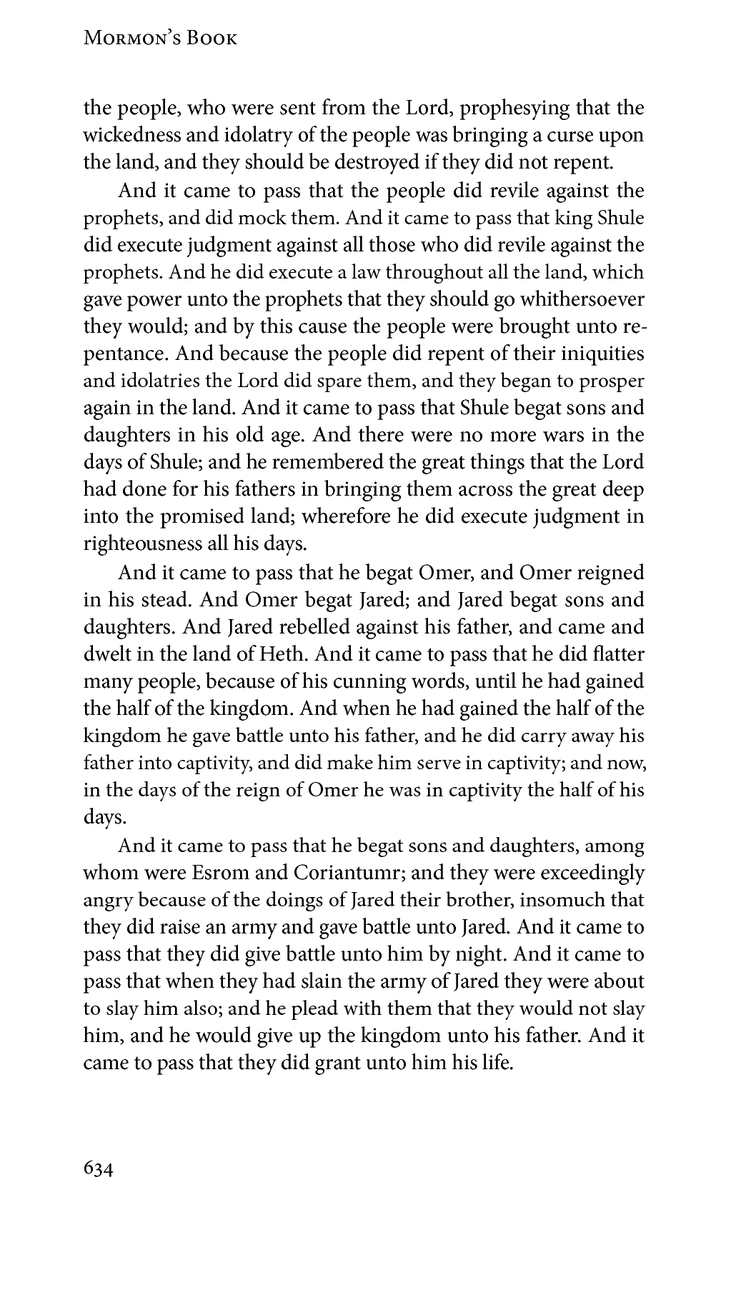 Mormon’s Book
the people, who were sent from the Lord, prophesying that the
wickedness and idolatry of the people was bringing a curse upon
the land, and they should be destroyed if they did not repent.
And it came to pass that the people did revile against the
prophets, and did mock them. And it came to pass that king Shule
did execute judgment against all those who did revile against the
prophets. And he did execute a law throughout all the land, which
gave power unto the prophets that they should go whithersoever
they would; and by this cause the people were brought unto re-
pentance. And because the people did repent of their iniquities
and idolatries the Lord did spare them, and they began to prosper
again in the land. And it came to pass that Shule begat sons and
daughters in his old age. And there were no more wars in the
days of Shule; and he remembered the great things that the Lord
had done for his fathers in bringing them across the great deep
into the promised land; wherefore he did execute judgment in
righteousness all his days.
And it came to pass that he begat Omer, and Omer reigned
in his stead. And Omer begat Jared; and Jared begat sons and
daughters. And Jared rebelled against his father, and came and
dwelt in the land of Heth. And it came to pass that he did flatter
many people, because of his cunning words, until he had gained
the half of the kingdom. And when he had gained the half of the
kingdom he gave battle unto his father, and he did carry away his
father into captivity, and did make him serve in captivity; and now,
in the days of the reign of Omer he was in captivity the half of his
days.
And it came to pass that he begat sons and daughters, among
whom were Esrom and Coriantumr; and they were exceedingly
angry because of the doings of Jared their brother, insomuch that
they did raise an army and gave battle unto Jared. And it came to
pass that they did give battle unto him by night. And it came to
pass that when they had slain the army of Jared they were about
to slay him also; and he plead with them that they would not slay
him, and he would give up the kingdom unto his father. And it
came to pass that they did grant unto him his life.
634